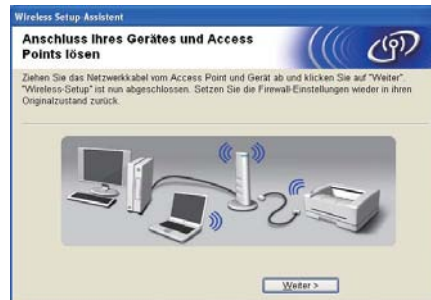 Wireless Setup-Assistent
Anschluss Ihres Gerätes und Access
Points lösen
Ziehen Sie das Netzwerkkabel vom Access Point und Gerät ab und klicken Sie auf "Weiter".
"Wireless-Setup" ist nun abgeschlossen. Setzen Sie die Firewall-Einstellungen wieder in ihren
Originalzustand zurück.
Weiter >